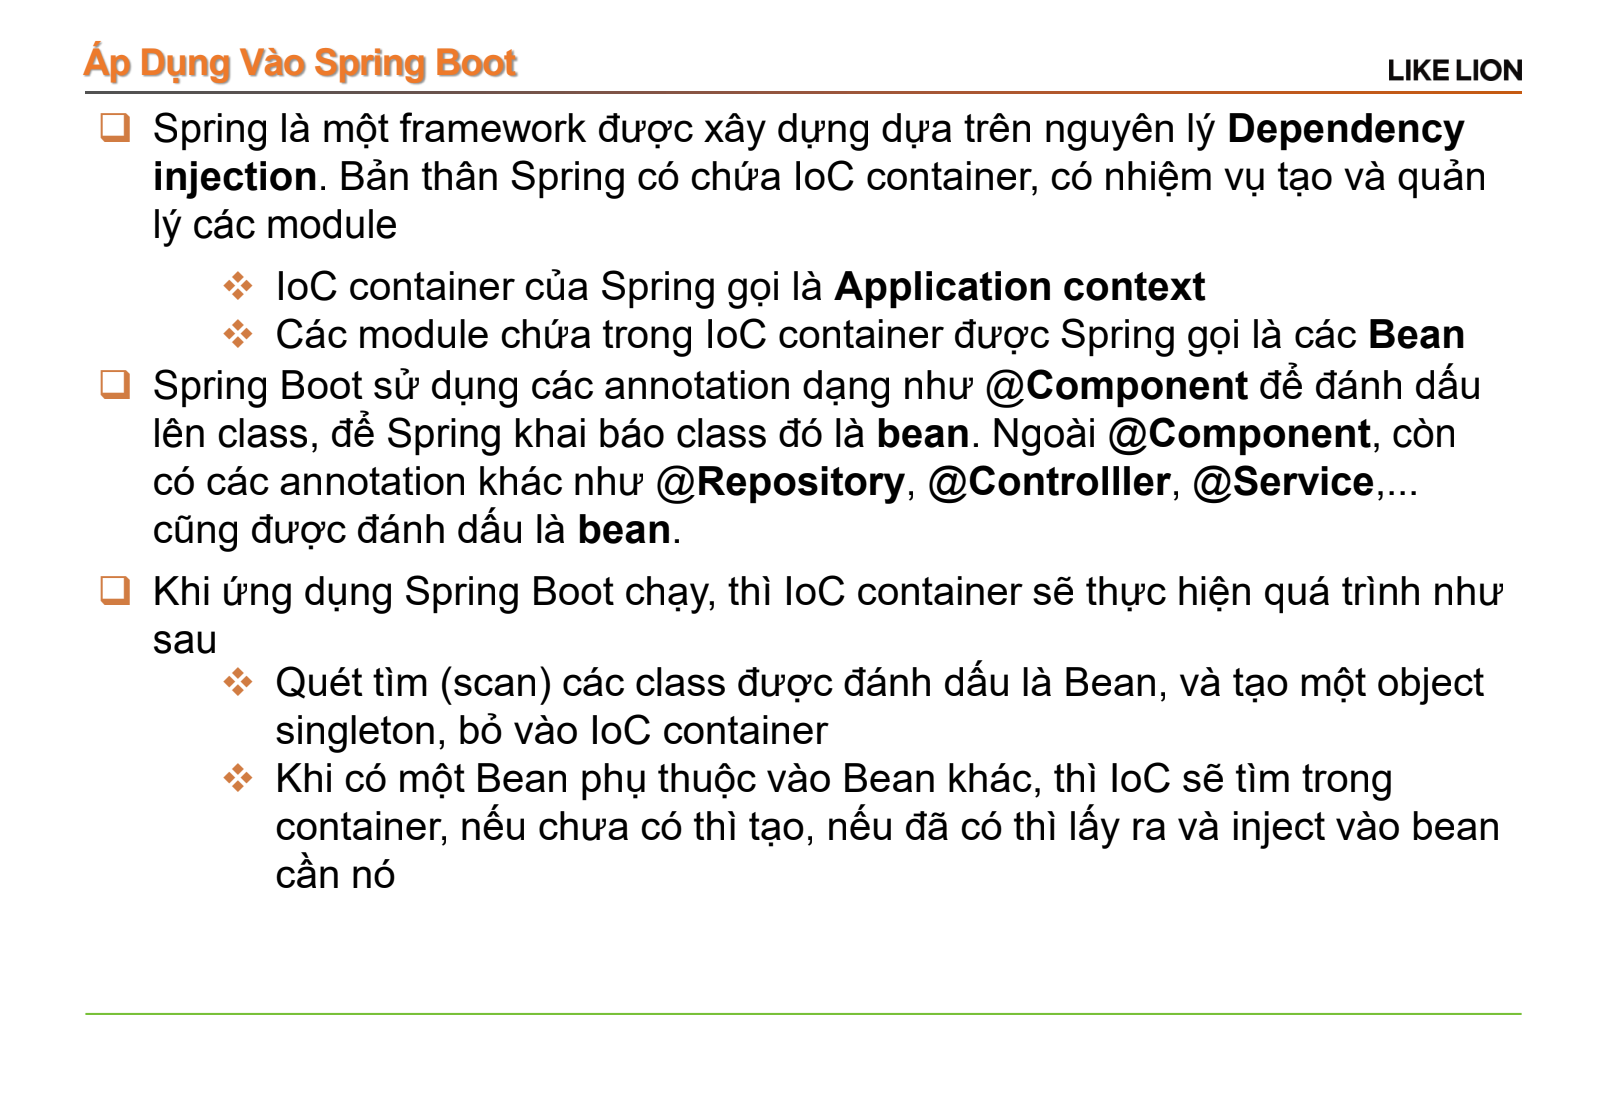 Áp Dụng Vào Spring Boot
LIKE LION
Spring là một framework được xây dựng dựa trên nguyên lý Dependency
injection. Bản thân Spring có chứa IoC container, có nhiệm vụ tạo và quản
lý các module
IoC container của Spring gọi là Application context
Các module chứa trong IoC container được Spring gọi là các Bean
Spring Boot sử dụng các annotation dạng như @Component để đánh dấu
lên class, để Spring khai báo class đó là bean. Ngoài @Component, còn
có các annotation khác như @Repository, @Controlller, @Service,...
cũng được đánh dấu là bean.
Khi ứng dụng Spring Boot chạy, thì IoC container sẽ thực hiện quá trình như
sau
Quét tìm (scan) các class được đánh dấu là Bean, và tạo một object
singleton, bỏ vào IoC container
Khi có một Bean phụ thuộc vào Bean khác, thì IoC sẽ tìm trong
container, nếu chưa có thì tạo, nếu đã có thì lấy ra và inject vào bean
cần nó